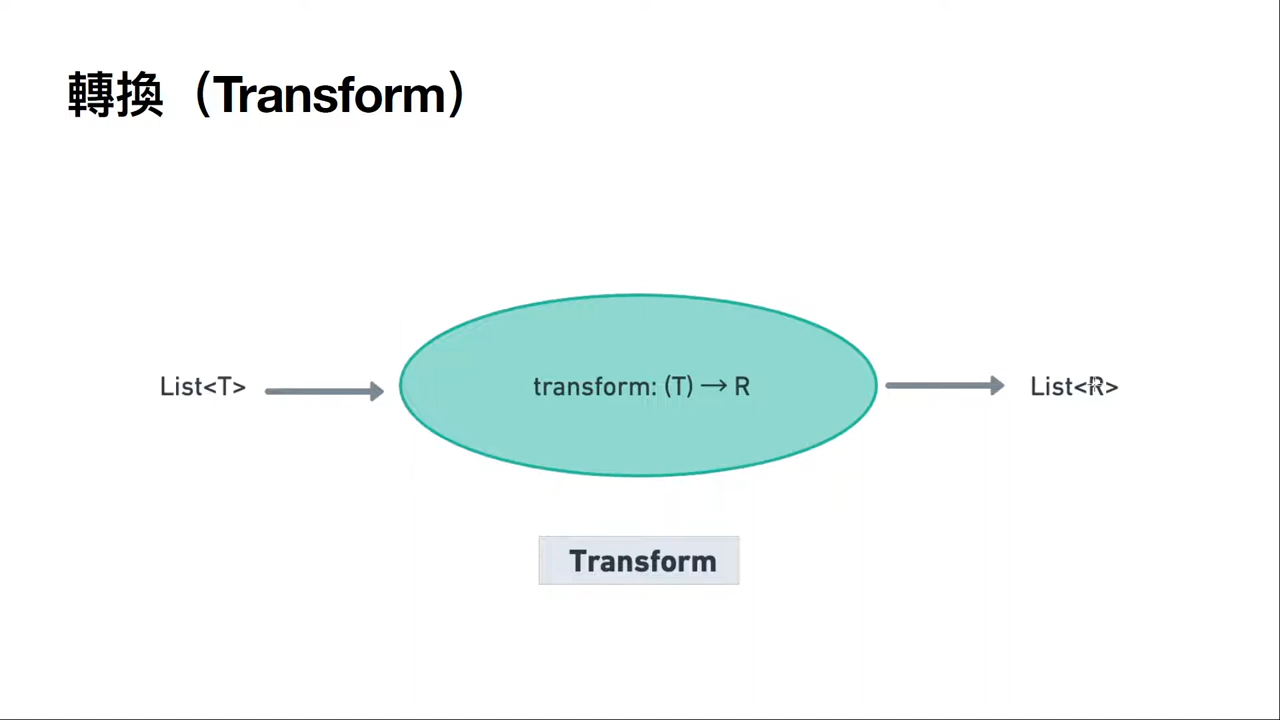 轉換（Transform）
List<T>
transform: (T) → R
List<R>
Transform